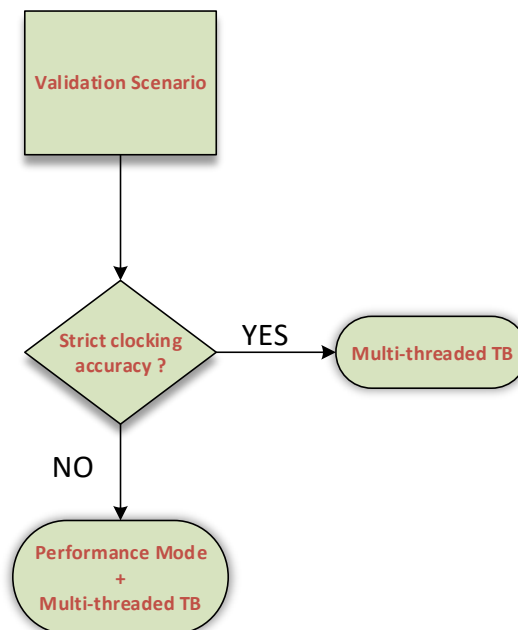 Validation Scenario
Strict clocking
accuracy ?
YES
Multi-threaded TB
NO
Performance Mode
+
Multi-threaded TB